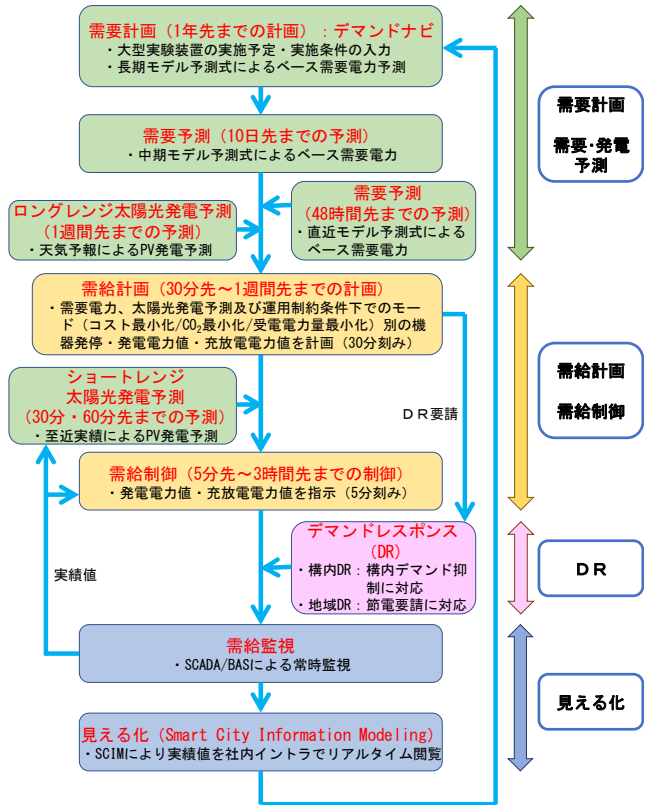 需要計画（1年先までの計画）：デマンドナビ
・大型実験装置の実施予定・実施条件の入力
・長期モデル予測式によるベース需要電力予測
需要予測（10日先までの予測）
・中期モデル予測式によるベース需要電力
ロングレンジ太陽光発電予測
（1週間先までの予測）
・天気予報によるPV発電予測
需要予測
（48時間先までの予測）
・直近モデル予測式による
ベース需要電力
需給計画（30分先～1週間先までの計画）
・需要電力、太陽光発電予測及び運用制約条件下でのモー
ド（コスト最小化/CO₂最小化/受電電力量最小化）別の機
器発停・発電電力値・充放電電力値を計画（30分刻み）
ショートレンジ
太陽光発電予測
（30分・60分先までの予測）
・至近実績によるPV発電予測
ＤＲ要請
需給制御（5分先～3時間先までの制御）
・発電電力値・充放電電力値を指示（5分刻み）
デマンドレスポンス
（DR）
・構内DR：構内デマンド抑
制に対応
・地域DR：節電要請に対応
実績値
需給監視
・SCADA/BASによる常時監視
見える化（Smart City Information Modeling）
・SCIMにより実績値を社内イントラでリアルタイム閲覧
需要計画
需要･発電
予測
需給計画
需給制御
ＤＲ
見える化